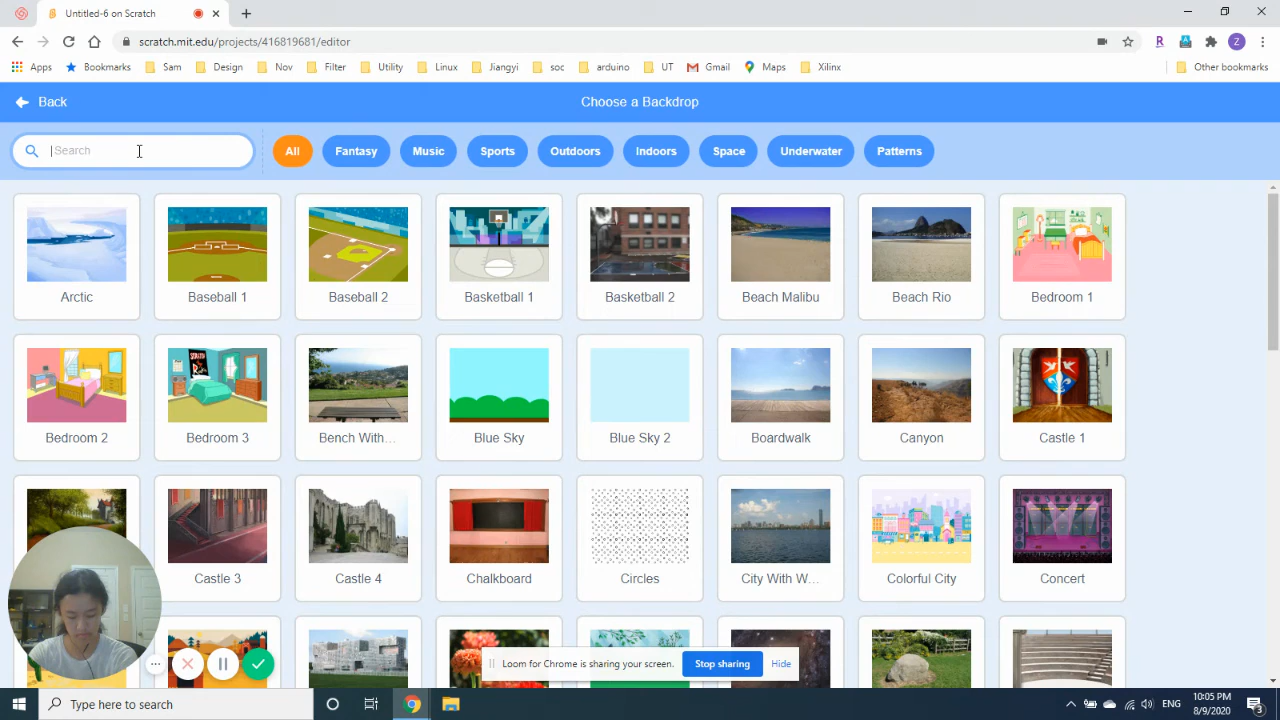 Untitled-6 on Scratch
scratch.mit.edu/projects/416819681/editor
R
Z
Apps
Bookmarks
Sam
Design
Nov
Filter
Utility
Linux
Jiangyi
soc
arduino
UT
Gmail
Maps
Xilinx
Other bookmarks
Back
Choose a Backdrop
Search
All
Fantasy
Music
Sports
Outdoors
Indoors
Space
Underwater
Patterns
Arctic
Baseball 1
Baseball 2
Basketball 1
Basketball 2
Beach Malibu
Beach Rio
Bedroom 1
Bedroom 2
Bedroom 3
Bench With...
Blue Sky
Blue Sky 2
Boardwalk
Canyon
Castle 1
Castle 3
Castle 4
Chalkboard
Circles
City With W...
Colorful City
Concert
Loom for Chrome is sharing your screen.
Stop sharing
Hide
Type here to search
ENG
10:05 PM
8/9/2020
3